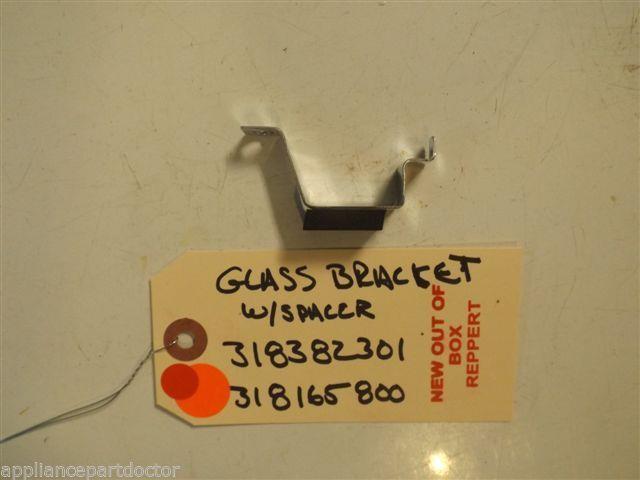 GLASS BRACKET
W/SPACER
318382301
318165800
NEW OUT OF
BOX
REPPERT
appliancepartdoctor